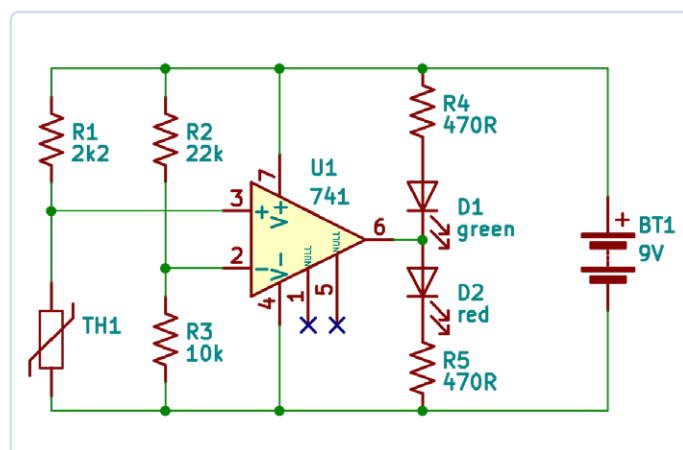 R1
2k2
R2
22k
R4
470R
U1
741
7
3
+
V+
6
NULL
NULL
2
−
V-
4
1
5
D1
green
+
BT1
9V
D2
red
TH1
R3
10k
R5
470R